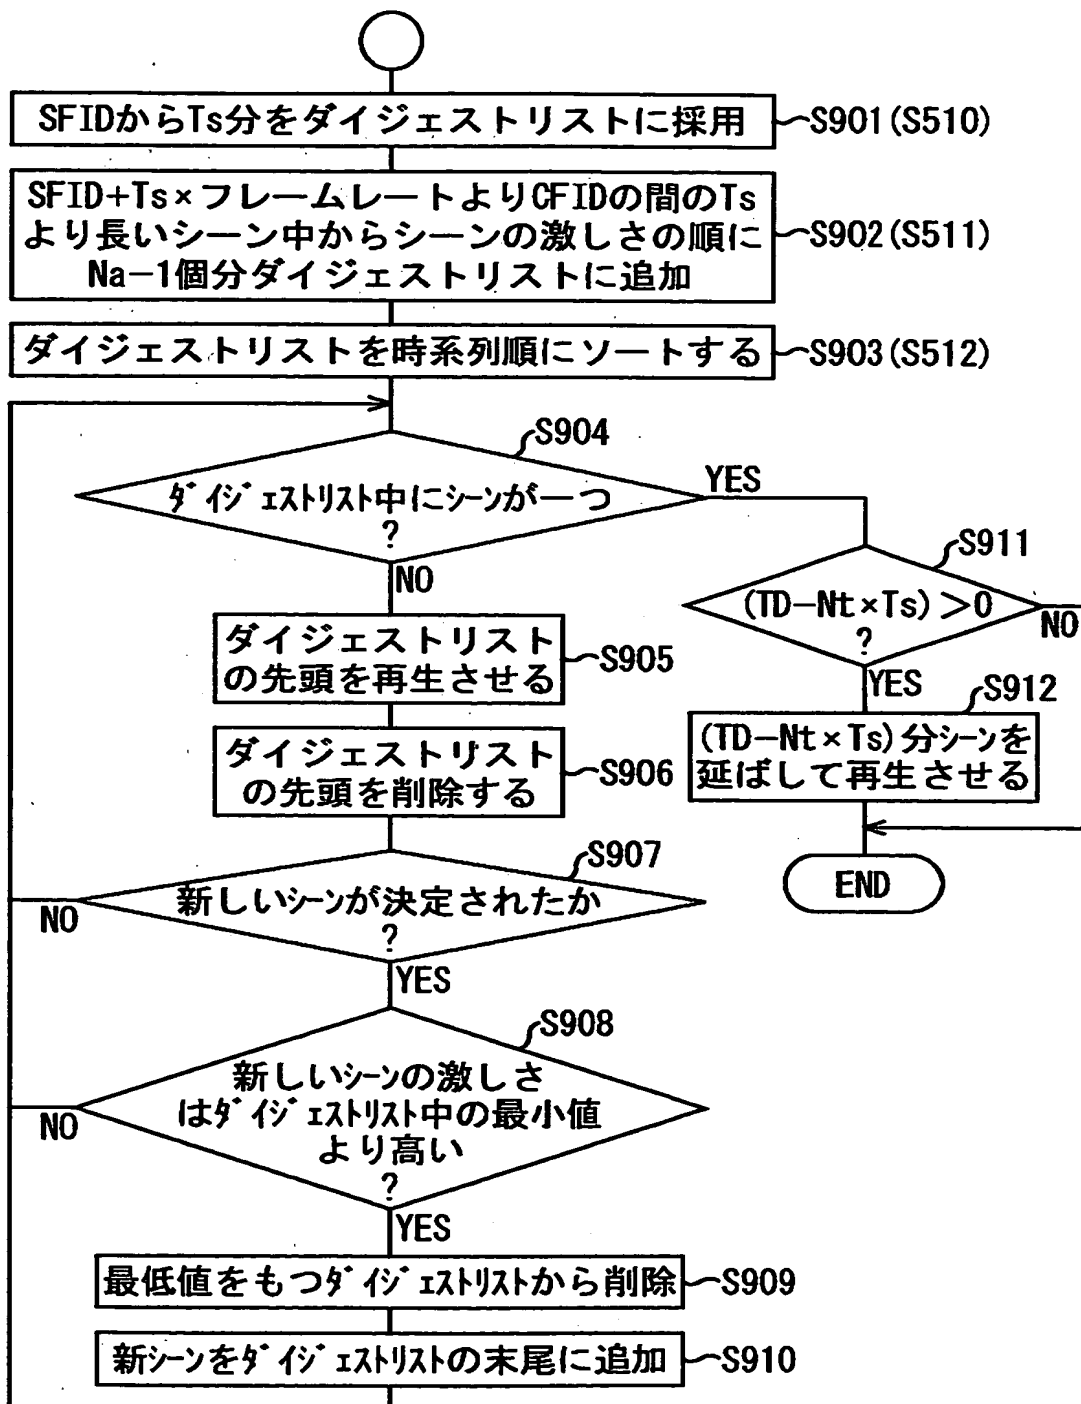 SFIDからTs分をダイジェストリストに採用
S901(S510)
SFID+Ts×フレームレートよりCFIDの間のTs
より長いシーン中からシーンの激しさの順に
Na-1個分ダイジェストリストに追加
S902(S511)
ダイジェストリストを時系列順にソートする
S903(S512)
S904
ダイジェストリスト中にシーンが一つ
?
YES
NO
S911
(TD-Nt×Ts)>0
?
NO
YES
ダイジェストリスト
の先頭を再生させる
S905
S912
(TD-Nt×Ts)分シーンを
延ばして再生させる
ダイジェストリスト
の先頭を削除する
S906
END
S907
新しいシーンが決定されたか
?
NO
YES
S908
新しいシーンの激しさ
はダイジェストリスト中の最小値
より高い
?
NO
YES
最低値をもつダイジェストリストから削除
S909
新シーンをダイジェストリストの末尾に追加
S910